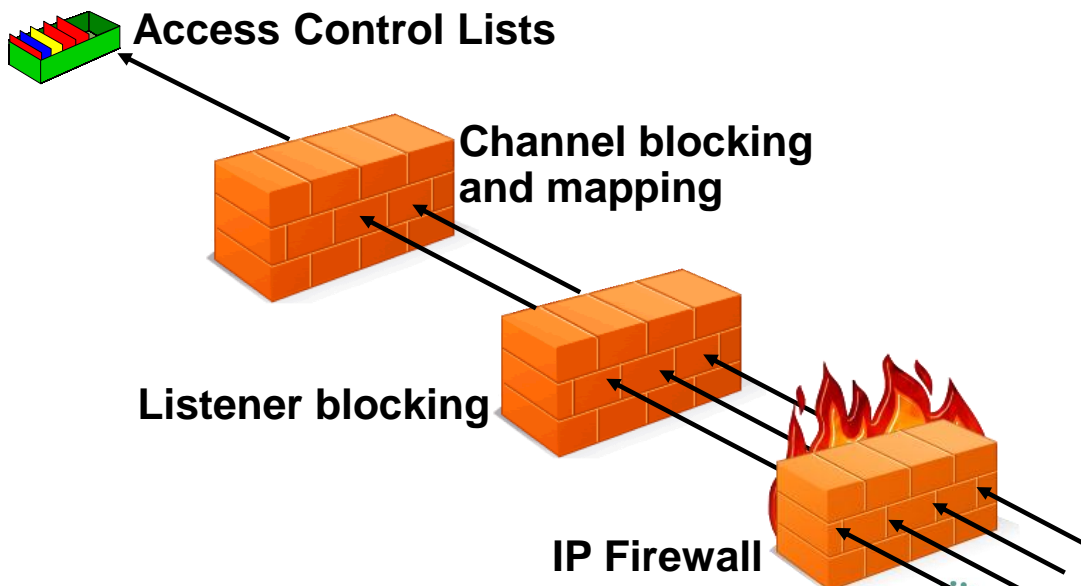 Access Control Lists
Channel blocking
and mapping
Listener blocking
IP Firewall